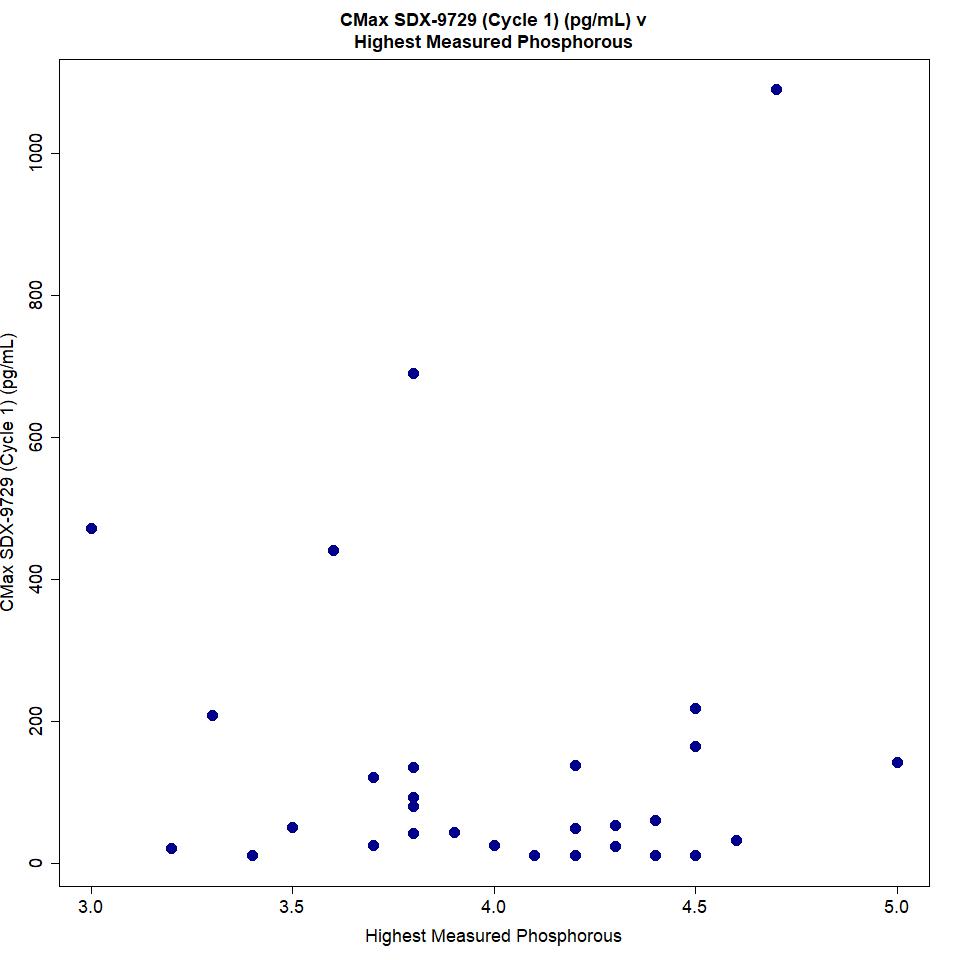 CMax SDX-9729 (Cycle 1) (pg/mL) v
Highest Measured Phosphorous
1000
800
600
400
200
0
CMax SDX-9729 (Cycle 1) (pg/mL)
3.0 3.5 4.0 4.5 5.0
Highest Measured Phosphorous